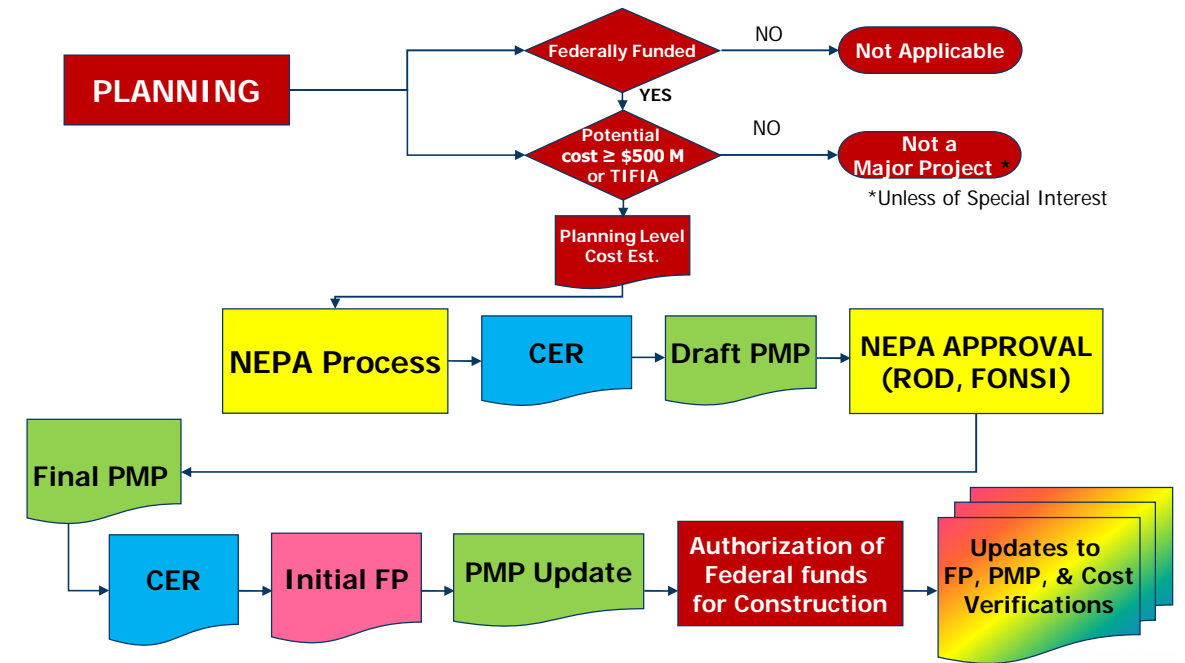 Federally Funded
NO
Not Applicable
PLANNING
YES
Potential
cost ≥ $500 M
or TIFIA
NO
Not a
Major Project *
*Unless of Special Interest
Planning Level
Cost Est.
NEPA Process
CER
Draft PMP
NEPA APPROVAL
(ROD, FONSI)
Final PMP
CER
Initial FP
PMP Update
Authorization of
Federal funds
for Construction
Updates to
FP, PMP, & Cost
Verifications